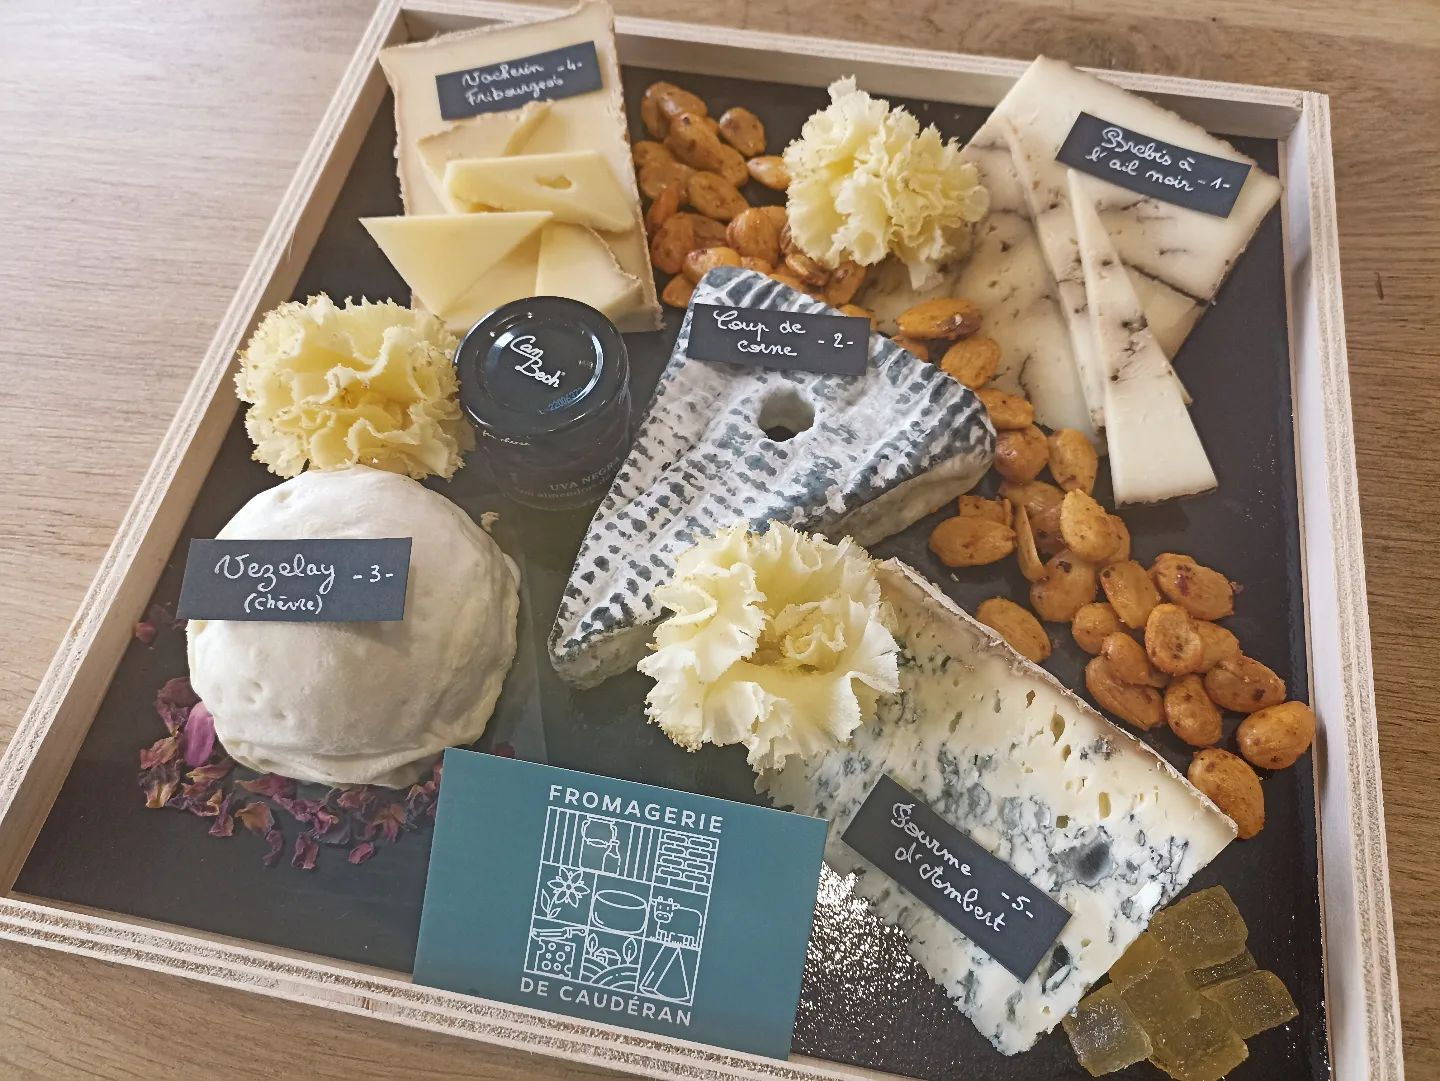 Vacherin -4-
Fribourgeois
Brebis à
l'ail noir -1-
Coup de
corne -2-
Can
Bech
UVA NEGRA
Vezelay -3-
(chèvre)
Fourme
d'Ambert -5-
FROMAGERIE
DE CAUDÉRAN